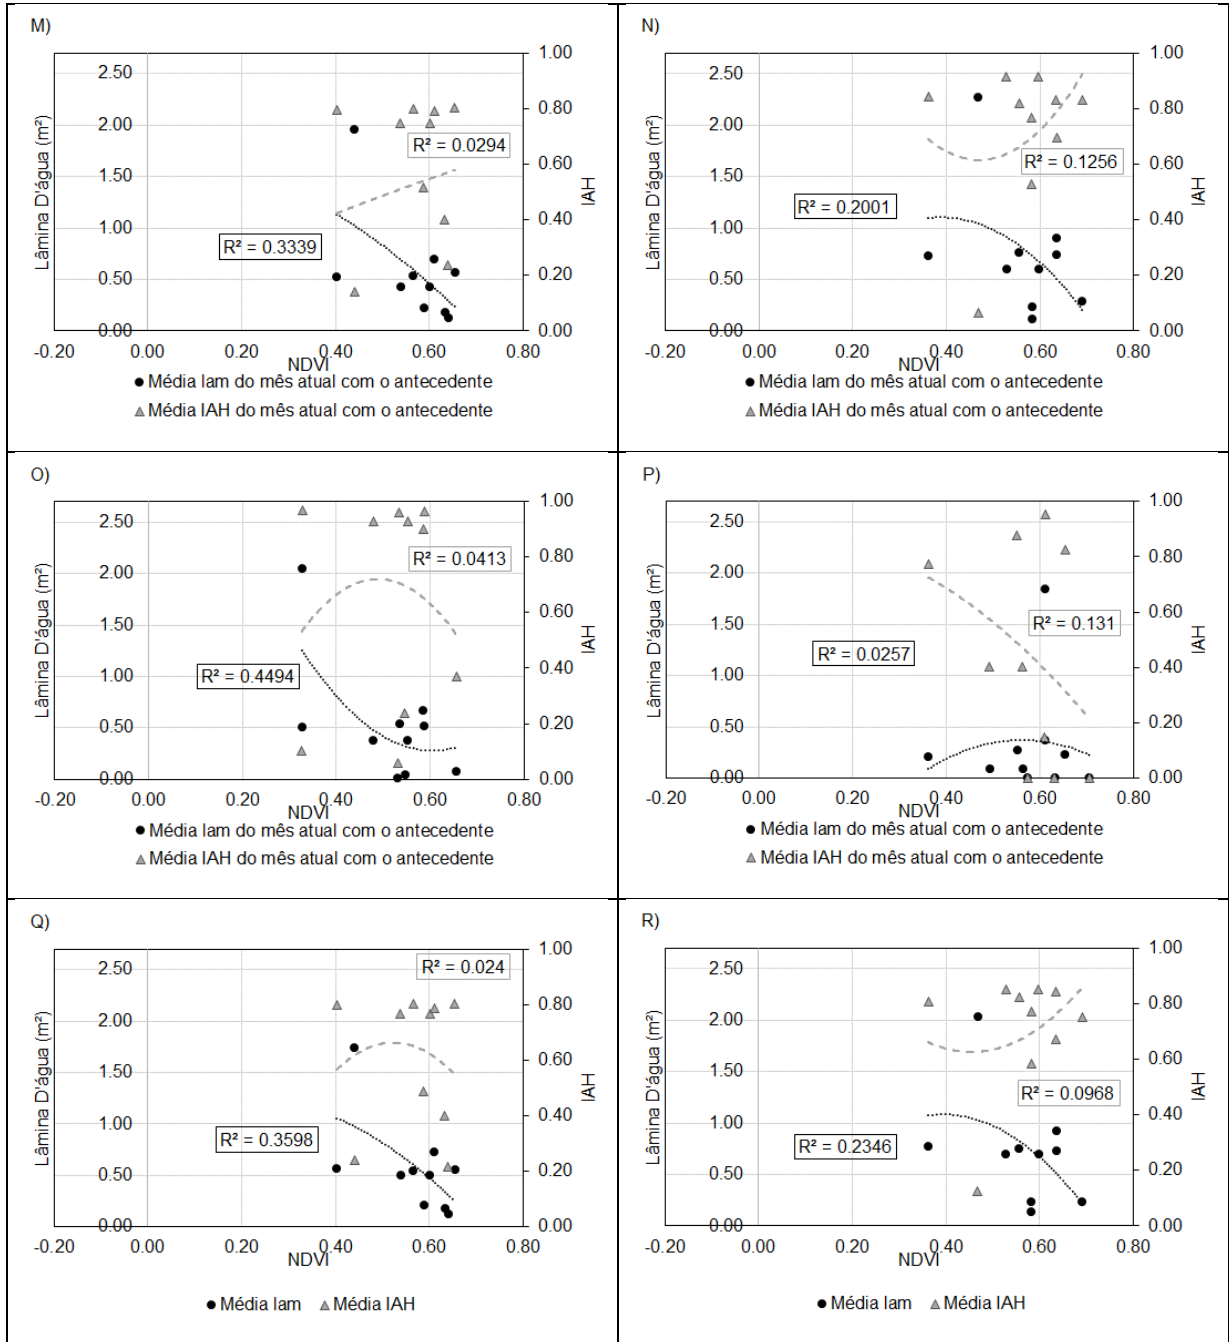 M)
Lâmina D'água (m²)
2.50
2.00
1.50
1.00
0.50
0.00
1.00
0.80
0.60
0.40
0.20
0.00
IAH
R² = 0.0294
R² = 0.3339
-0.20 0.00 0.20 0.40 0.60 0.80
NDVI
Média lam do mês atual com o antecedente
Média IAH do mês atual com o antecedente
N)
Lâmina D'água (m²)
2.50
2.00
1.50
1.00
0.50
0.00
1.00
0.80
0.60
0.40
0.20
0.00
IAH
R² = 0.1256
R² = 0.2001
-0.20 0.00 0.20 0.40 0.60 0.80
NDVI
Média lam do mês atual com o antecedente
Média IAH do mês atual com o antecedente
O)
Lâmina D'água (m²)
2.50
2.00
1.50
1.00
0.50
0.00
1.00
0.80
0.60
0.40
0.20
0.00
IAH
R² = 0.0413
R² = 0.4494
-0.20 0.00 0.20 0.40 0.60 0.80
NDVI
Média lam do mês atual com o antecedente
Média IAH do mês atual com o antecedente
P)
Lâmina D'água (m²)
2.50
2.00
1.50
1.00
0.50
0.00
1.00
0.80
0.60
0.40
0.20
0.00
IAH
R² = 0.131
R² = 0.0257
-0.20 0.00 0.20 0.40 0.60 0.80
NDVI
Média lam do mês atual com o antecedente
Média IAH do mês atual com o antecedente
Q)
Lâmina D'água (m²)
2.50
2.00
1.50
1.00
0.50
0.00
1.00
0.80
0.60
0.40
0.20
0.00
IAH
R² = 0.024
R² = 0.3598
-0.20 0.00 0.20 0.40 0.60 0.80
NDVI
Média lam Média IAH
R)
Lâmina D'água (m²)
2.50
2.00
1.50
1.00
0.50
0.00
1.00
0.80
0.60
0.40
0.20
0.00
IAH
R² = 0.0968
R² = 0.2346
-0.20 0.00 0.20 0.40 0.60 0.80
NDVI
Média lam Média IAH